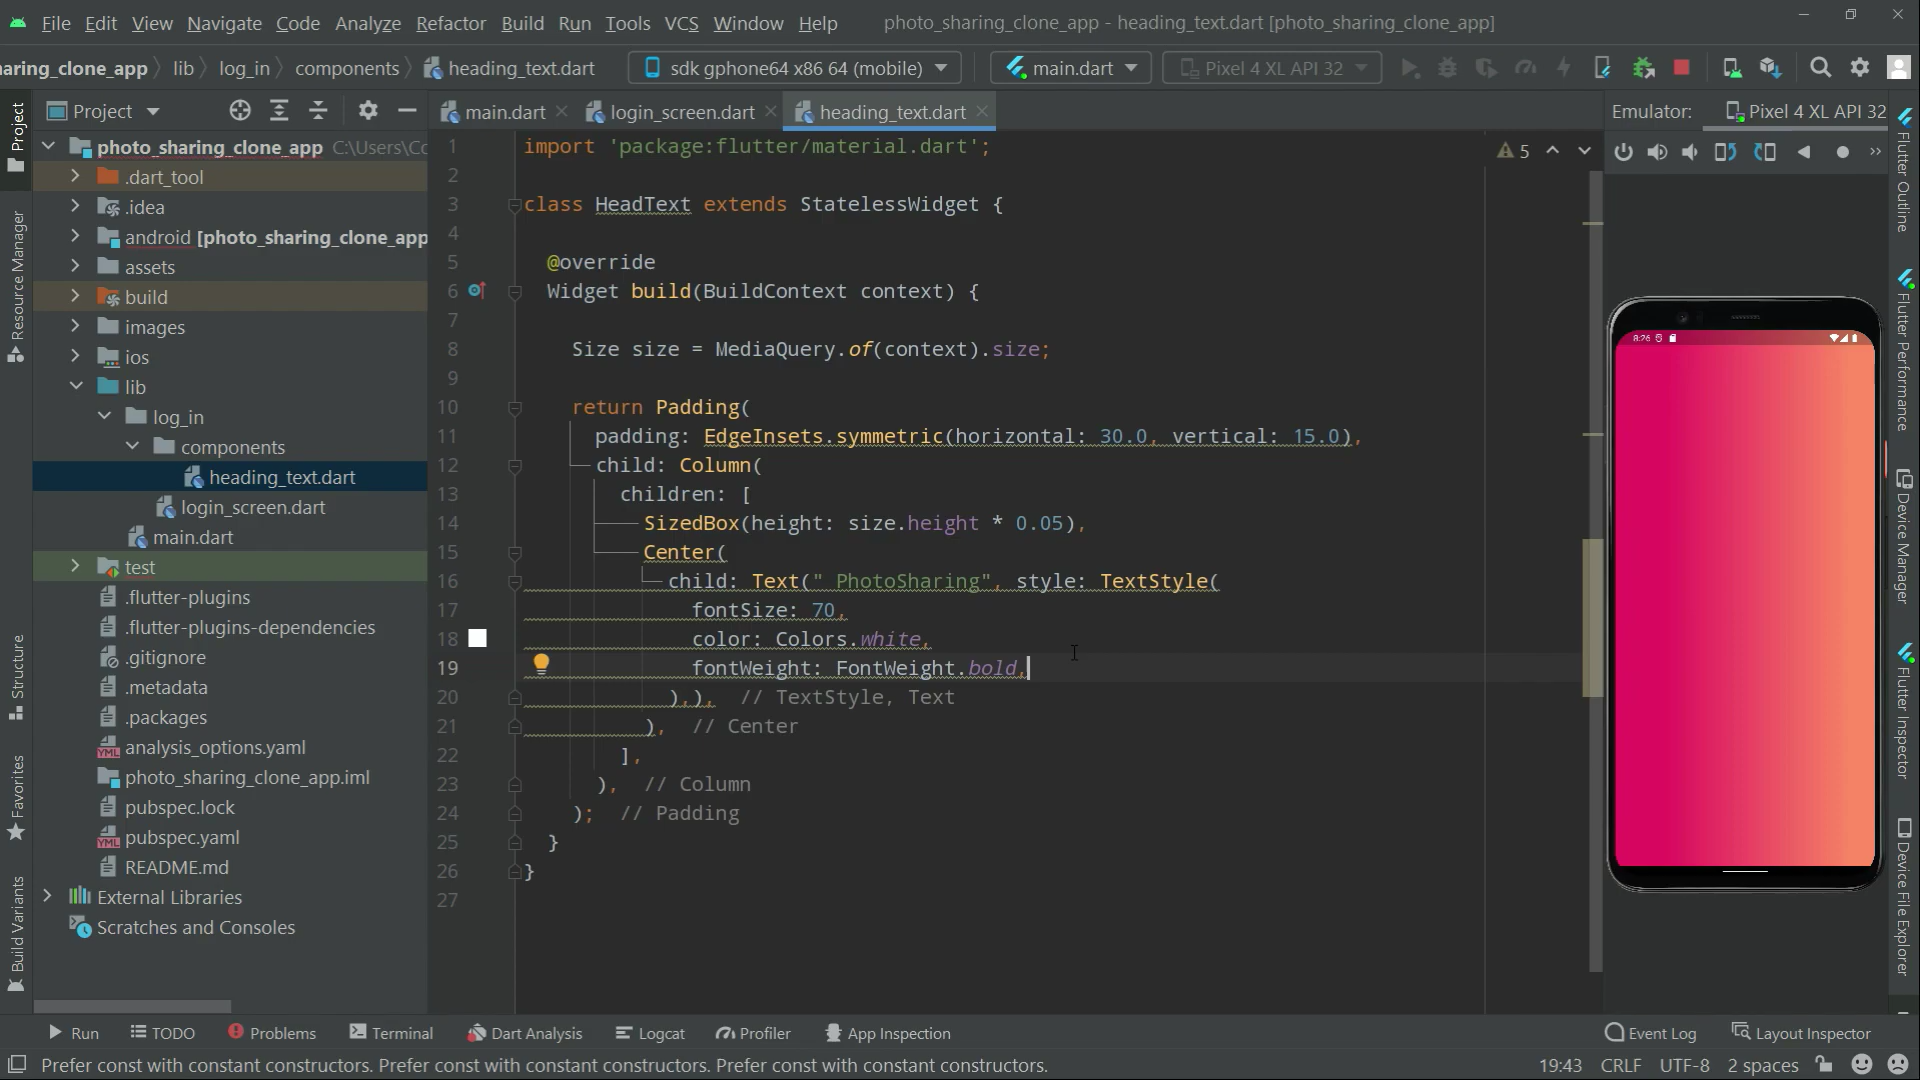 File Edit View Navigate Code Analyze Refactor Build Run Tools VCS Window Help photo_sharing_clone_app - heading_text.dart [photo_sharing_clone_app]
haring_clone_app lib log_in components heading_text.dart sdk gphone64 x86 64 (mobile) main.dart Pixel 4 XL API 32
Project main.dart login_screen.dart heading_text.dart Emulator: Pixel 4 XL API 32
photo_sharing_clone_app C:\Users\Co
.dart_tool
.idea
android [photo_sharing_clone_app
assets
build
images
ios
lib
log_in
components
heading_text.dart
login_screen.dart
main.dart
test
.flutter-plugins
.flutter-plugins-dependencies
.gitignore
.metadata
.packages
analysis_options.yaml
photo_sharing_clone_app.iml
pubspec.lock
pubspec.yaml
README.md
External Libraries
Scratches and Consoles
1 import 'package:flutter/material.dart'; 5
2
3 class HeadText extends StatelessWidget {
4
5 @override
6 Widget build(BuildContext context) {
7
8 Size size = MediaQuery.of(context).size;
9
10 return Padding(
11 padding: EdgeInsets.symmetric(horizontal: 30.0, vertical: 15.0),
12 child: Column(
13 children: [
14 SizedBox(height: size.height * 0.05),
15 Center(
16 child: Text(" PhotoSharing", style: TextStyle(
17 fontSize: 70,
18 color: Colors.white,
19 fontWeight: FontWeight.bold,
20 ),), // TextStyle, Text
21 ), // Center
22 ],
23 ), // Column
24 ); // Padding
25 }
26 }
27
8:26
Project
Resource Manager
Structure
Favorites
Build Variants
Flutter Outline
Flutter Performance
Device Manager
Flutter Inspector
Device File Explorer
Run TODO Problems Terminal Dart Analysis Logcat Profiler App Inspection Event Log Layout Inspector
Prefer const with constant constructors. Prefer const with constant constructors. Prefer const with constant constructors. 19:43 CRLF UTF-8 2 spaces